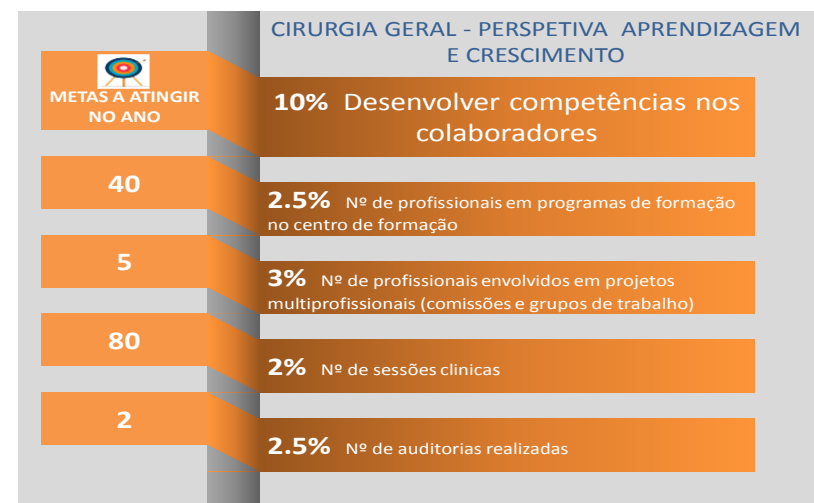 CIRURGIA GERAL - PERSPETIVA APRENDIZAGEM
E CRESCIMENTO
METAS A ATINGIR
NO ANO
10% Desenvolver competências nos
colaboradores
40
2.5% Nº de profissionais em programas de formação
no centro de formação
5
3% Nº de profissionais envolvidos em projetos
multiprofissionais (comissões e grupos de trabalho)
80
2% Nº de sessões clinicas
2
2.5% Nº de auditorias realizadas